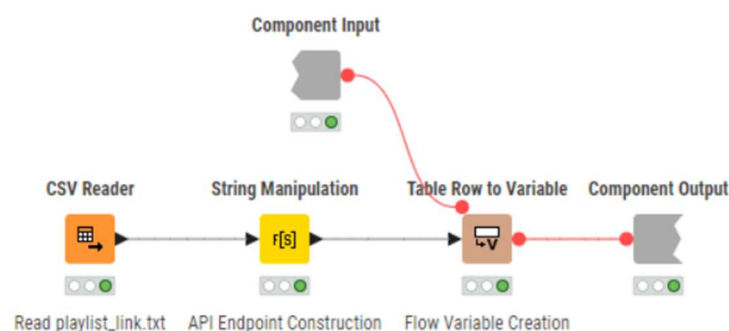 Component Input
CSV Reader
String Manipulation
Table Row to Variable
Component Output
F[S]
V
Read playlist_link.txt
API Endpoint Construction
Flow Variable Creation